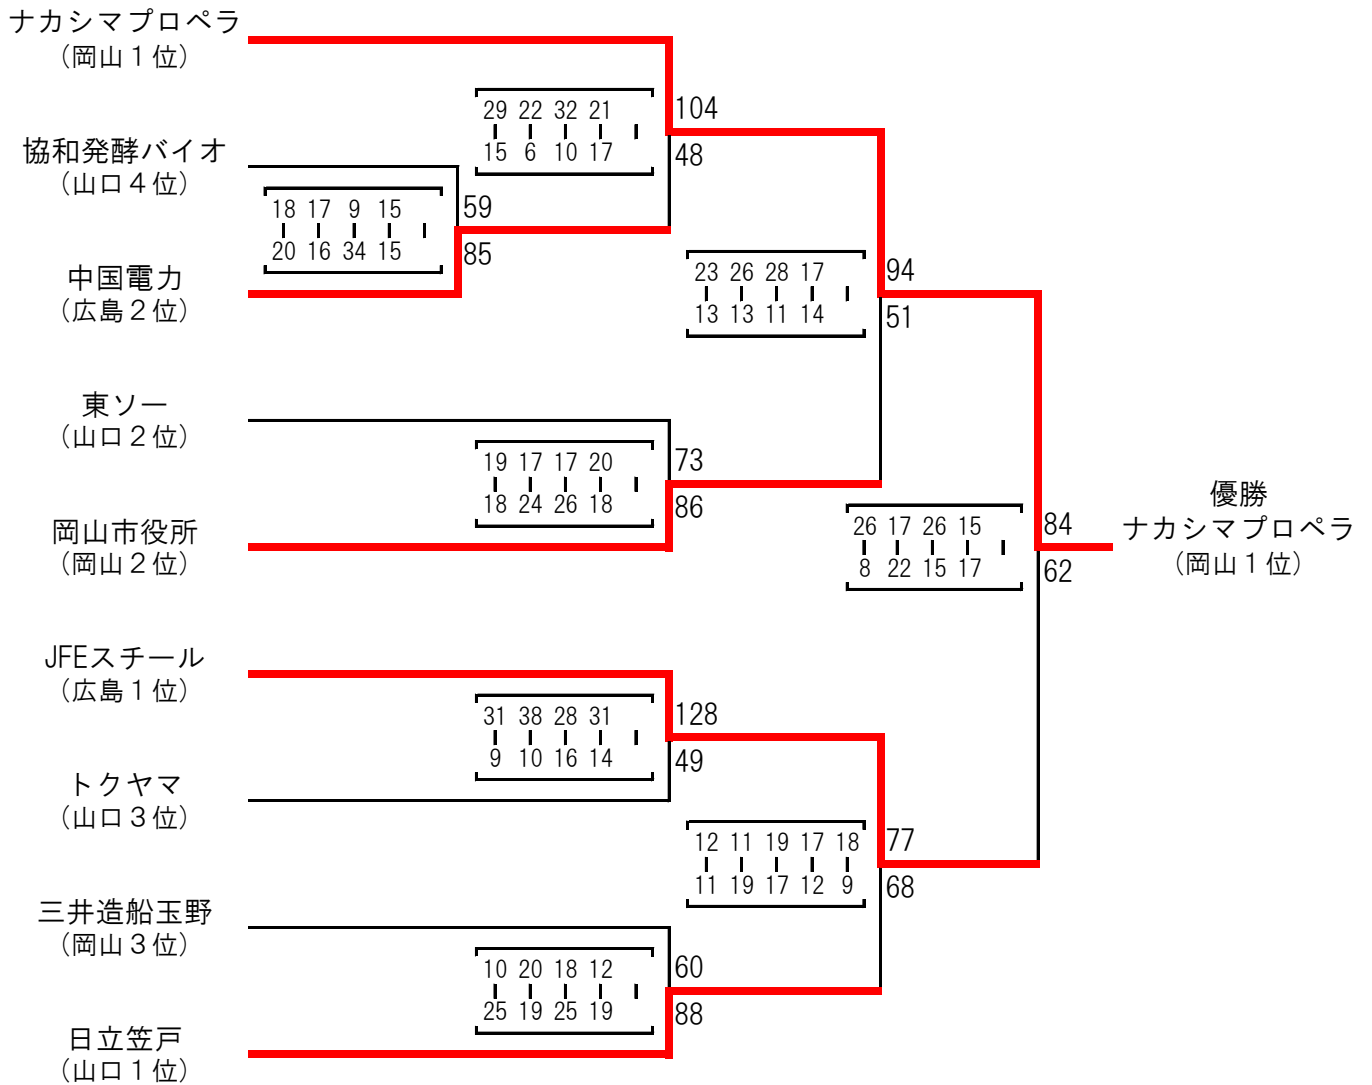 ナカシマプロペラ
（岡山１位）
29 22 32 21
15 6 10 17
104
48
協和発酵バイオ
（山口４位）
18 17 9 15
20 16 34 15
59
85
中国電力
（広島２位）
23 26 28 17
13 13 11 14
94
51
東ソー
（山口２位）
19 17 17 20
18 24 26 18
73
86
岡山市役所
（岡山２位）
26 17 26 15
8 22 15 17
84
62
優勝
ナカシマプロペラ
（岡山１位）
JFEスチール
（広島１位）
31 38 28 31
9 10 16 14
128
49
トクヤマ
（山口３位）
12 11 19 17 18
11 19 17 12 9
77
68
三井造船玉野
（岡山３位）
10 20 18 12
25 19 25 19
60
88
日立笠戸
（山口１位）